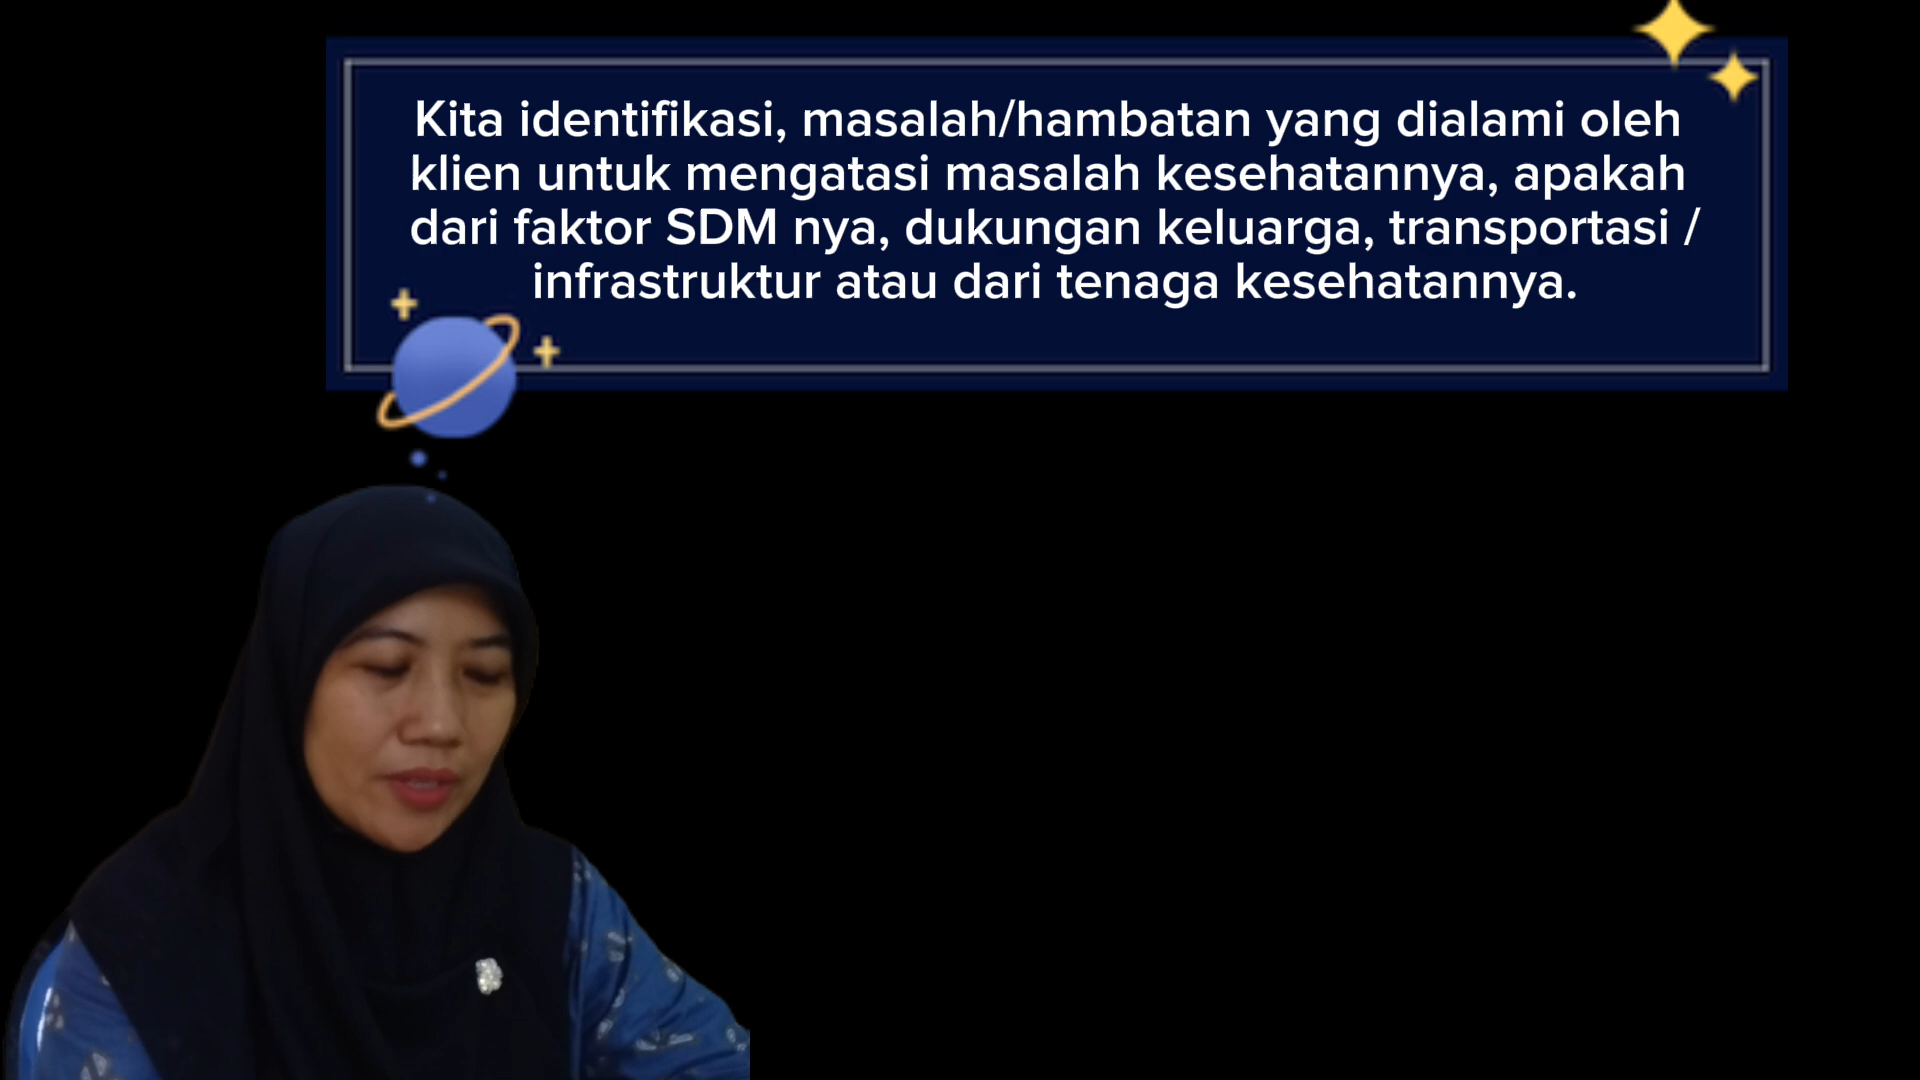 Kita identifikasi, masalah/hambatan yang dialami oleh
klien untuk mengatasi masalah kesehatannya, apakah
dari faktor SDM nya, dukungan keluarga, transportasi /
infrastruktur atau dari tenaga kesehatannya.